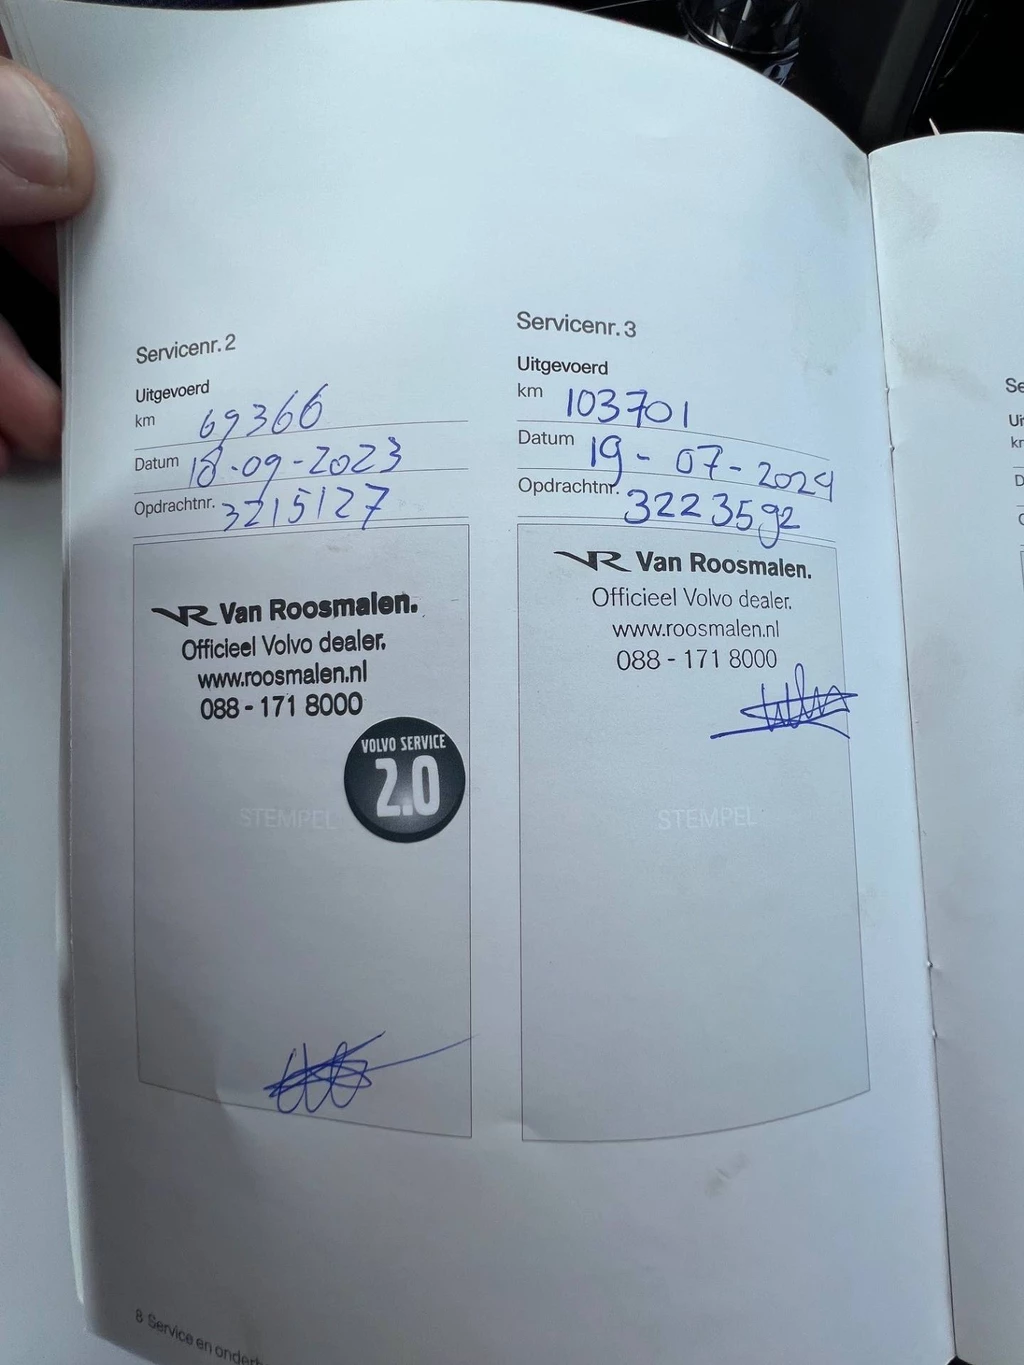 Servicenr. 2
Uitgevoerd
km 69366
Datum 18-09-2023
Opdrachtnr. 3215127
VR Van Roosmalen.
Officieel Volvo dealer.
www.roosmalen.nl
088 - 171 8000
VOLVO SERVICE
2.0
STEMPEL
Servicenr. 3
Uitgevoerd
km 103701
Datum 19-07-2024
Opdrachtnr. 3223592
VR Van Roosmalen.
Officieel Volvo dealer.
www.roosmalen.nl
088 - 171 8000
STEMPEL
8 Service en